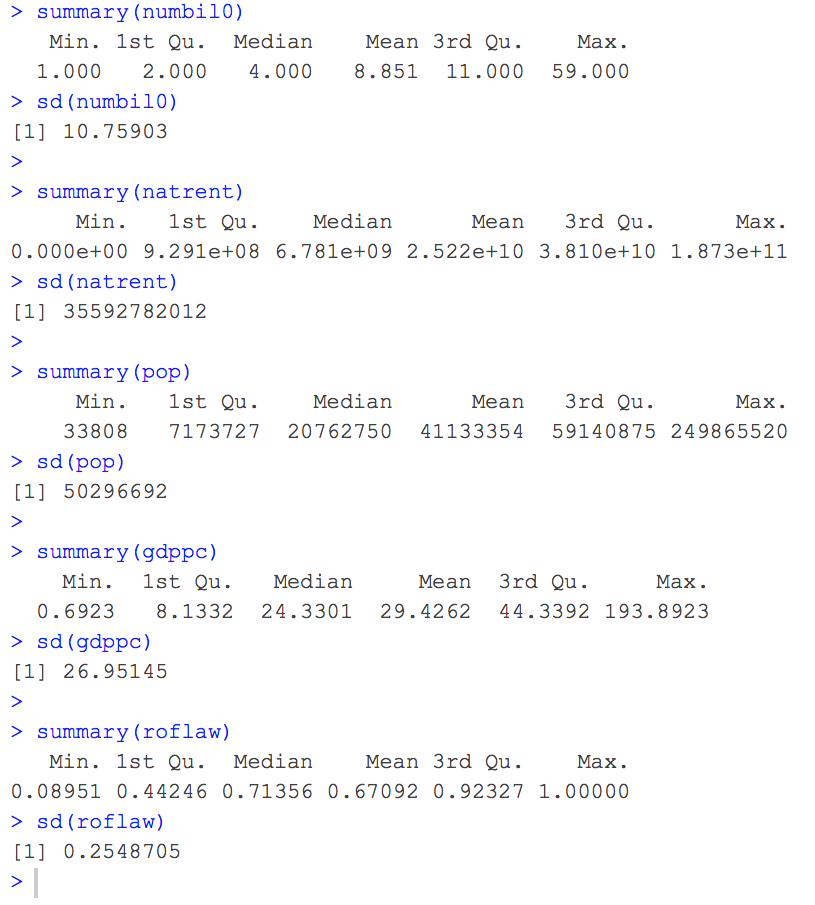 > summary(numbil0)
   Min. 1st Qu.  Median    Mean 3rd Qu.    Max.
  1.000   2.000   4.000   8.851  11.000  59.000
> sd(numbil0)
[1] 10.75903
>
> summary(natrent)
     Min.   1st Qu.    Median      Mean   3rd Qu.      Max.
0.000e+00 9.291e+08 6.781e+09 2.522e+10 3.810e+10 1.873e+11
> sd(natrent)
[1] 35592782012
>
> summary(pop)
     Min.   1st Qu.    Median      Mean   3rd Qu.      Max.
    33808   7173727  20762750  41133354  59140875 249865520
> sd(pop)
[1] 50296692
>
> summary(gdppc)
    Min.  1st Qu.   Median     Mean  3rd Qu.     Max.
  0.6923   8.1332  24.3301  29.4262  44.3392 193.8923
> sd(gdppc)
[1] 26.95145
>
> summary(roflaw)
   Min. 1st Qu.  Median    Mean 3rd Qu.    Max.
0.08951 0.44246 0.71356 0.67092 0.92327 1.00000
> sd(roflaw)
[1] 0.2548705
>